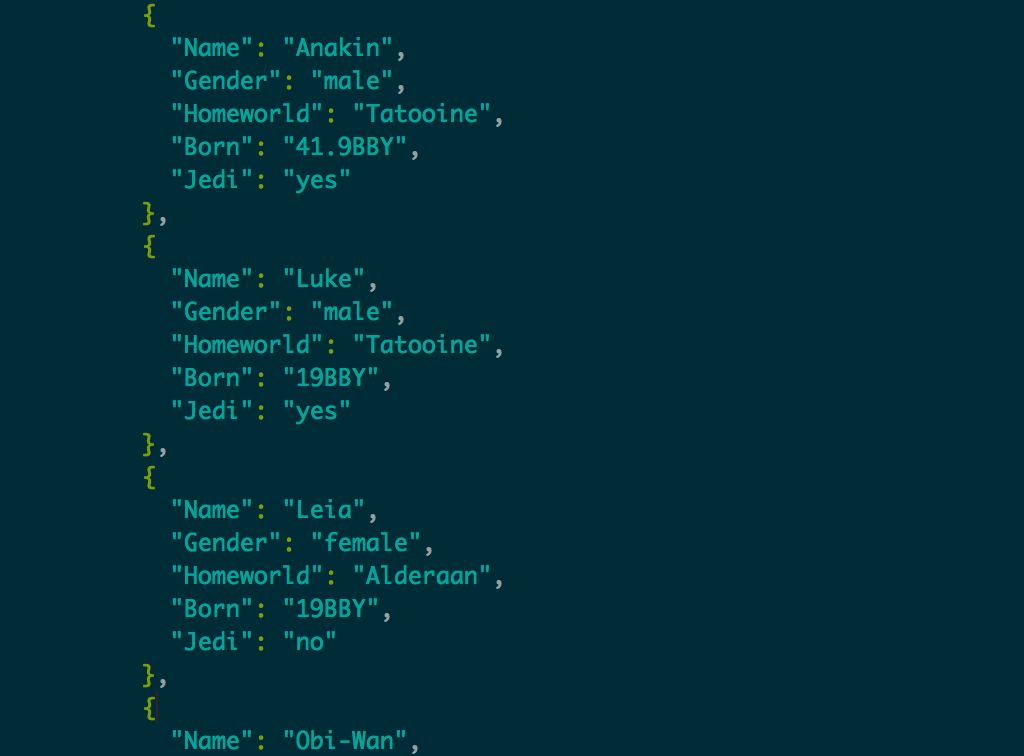 {
"Name": "Anakin",
"Gender": "male",
"Homeworld": "Tatooine",
"Born": "41.9BBY",
"Jedi": "yes"
},
{
"Name": "Luke",
"Gender": "male",
"Homeworld": "Tatooine",
"Born": "19BBY",
"Jedi": "yes"
},
{
"Name": "Leia",
"Gender": "female",
"Homeworld": "Alderaan",
"Born": "19BBY",
"Jedi": "no"
},
{
"Name": "Obi-Wan",